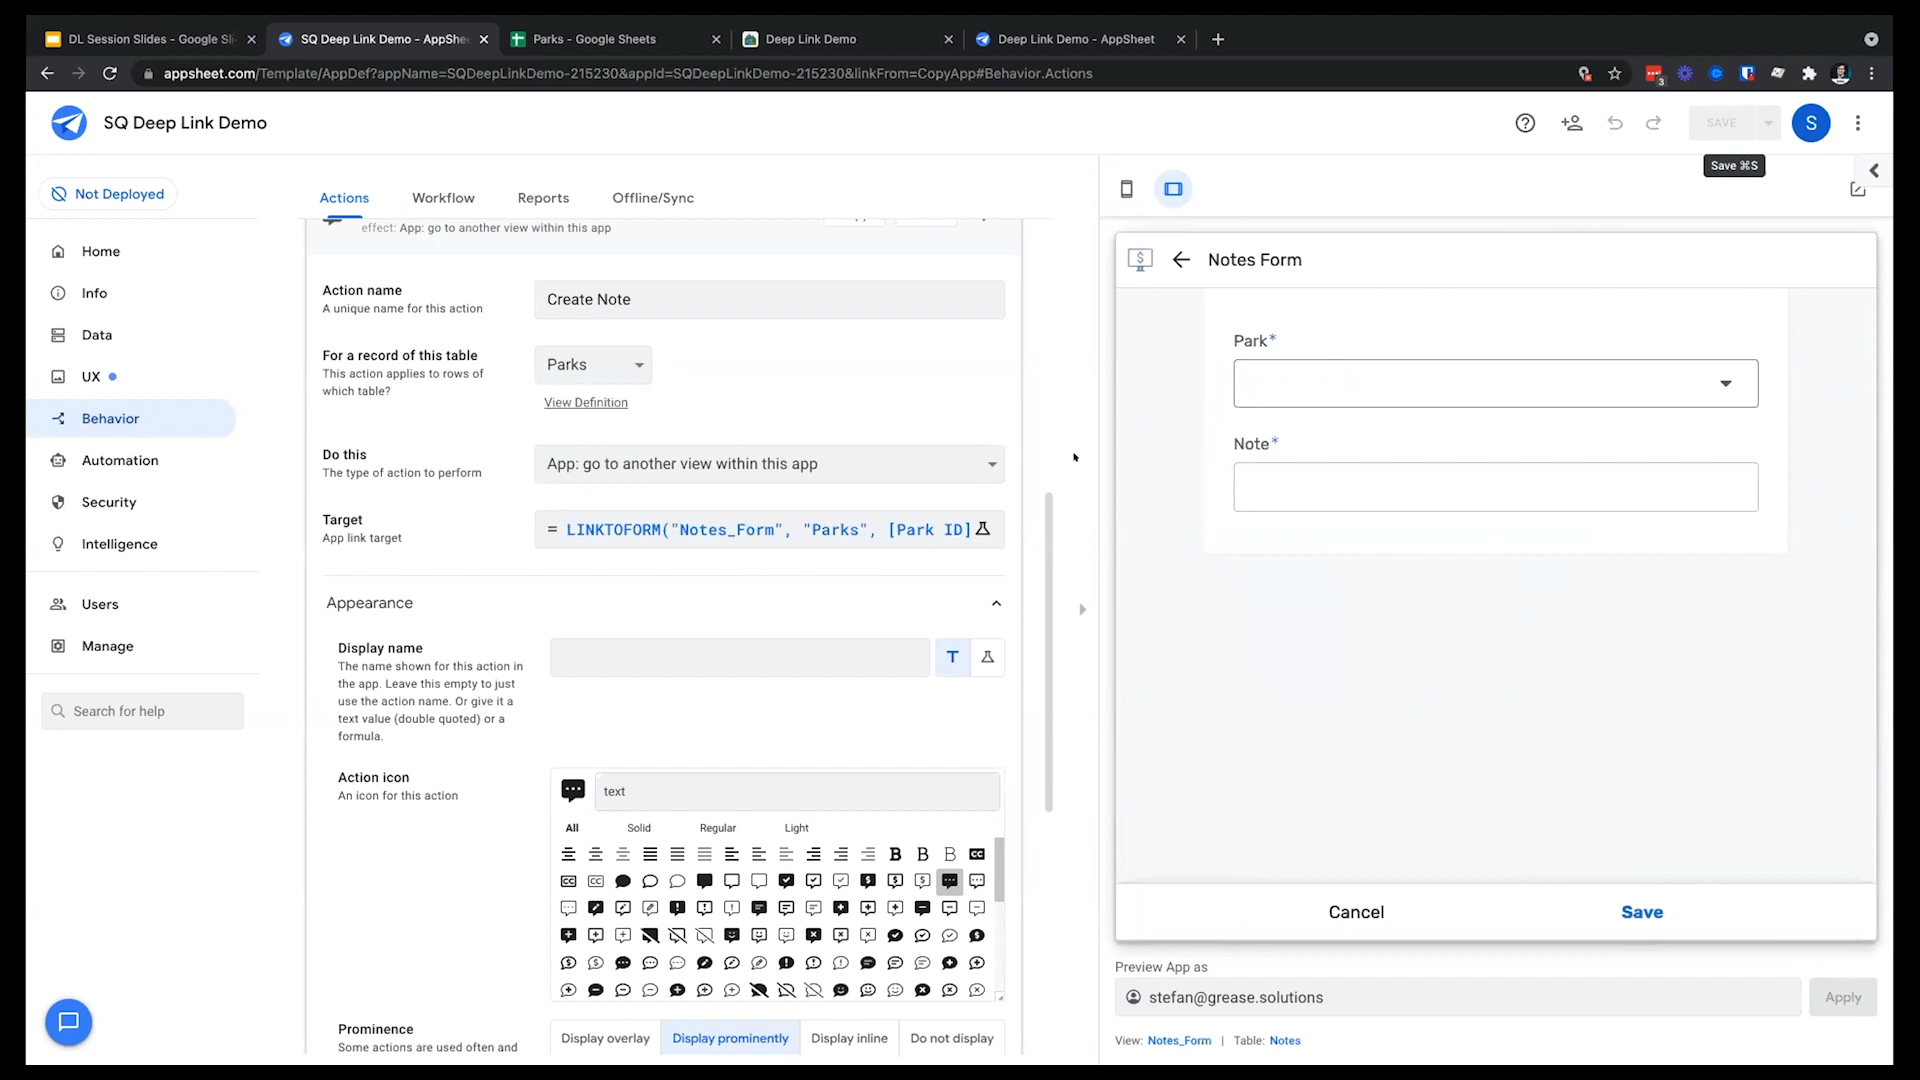 DL Session Slides - Google Sli
SQ Deep Link Demo - AppShe
Parks - Google Sheets
Deep Link Demo
Deep Link Demo - AppSheet
appsheet.com/Template/AppDef?appName=SQDeepLinkDemo-215230&appId=SQDeepLinkDemo-215230&linkFrom=CopyApp#Behavior.Actions
3
SQ Deep Link Demo
SAVE
S
Save ⌘S
Not Deployed
Home
Info
Data
UX
Behavior
Automation
Security
Intelligence
Users
Manage
Search for help
Actions
Workflow
Reports
Offline/Sync
effect: App: go to another view within this app
Action name
A unique name for this action
Create Note
For a record of this table
This action applies to rows of
which table?
Parks
View Definition
Do this
The type of action to perform
App: go to another view within this app
Target
App link target
= LINKTOFORM("Notes_Form", "Parks", [Park ID]
Appearance
Display name
The name shown for this action in
the app. Leave this empty to just
use the action name. Or give it a
text value (double quoted) or a
formula.
T
Action icon
An icon for this action
text
All
Solid
Regular
Light
Prominence
Some actions are used often and
Display overlay
Display prominently
Display inline
Do not display
Notes Form
Park*
Note*
Cancel
Save
Preview App as
stefan@grease.solutions
Apply
View: Notes_Form | Table: Notes